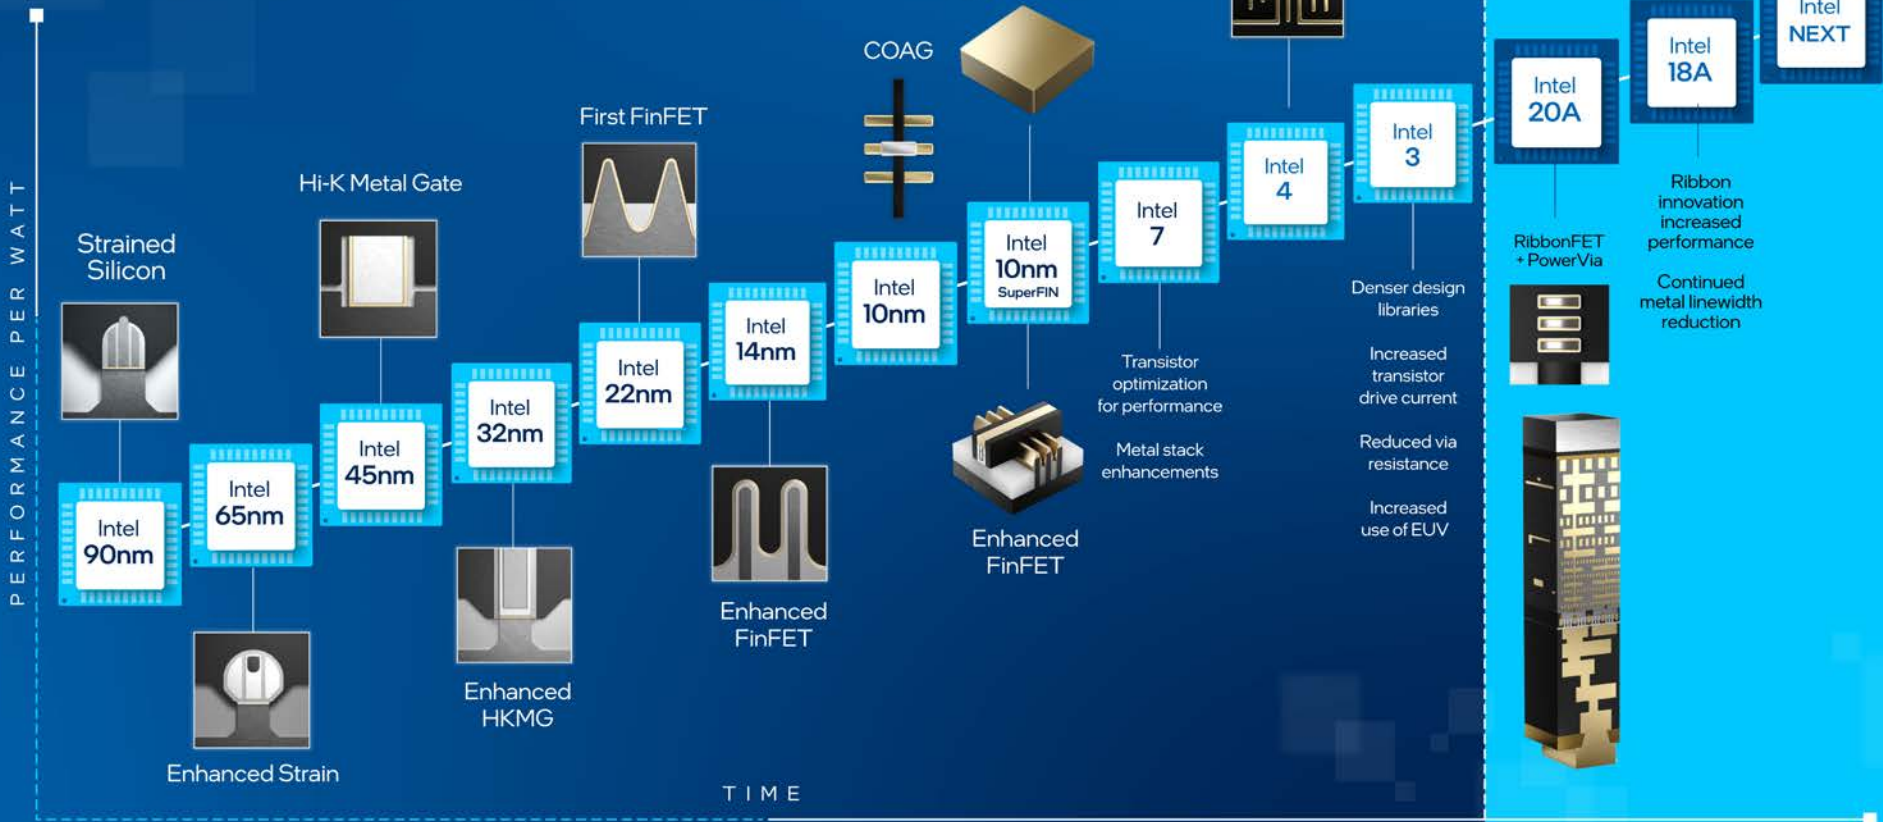 PERFORMANCE PER WATT
Strained
Silicon
Intel
90nm
Intel
65nm
Enhanced Strain
Hi-K Metal Gate
Intel
45nm
Intel
32nm
Enhanced
HKMG
First FinFET
Intel
22nm
Intel
14nm
Enhanced
FinFET
COAG
Intel
10nm
Intel
10nm
SuperFIN
Enhanced
FinFET
Intel
7
Transistor
optimization
for performance
Metal stack
enhancements
Intel
4
Intel
3
Denser design
libraries
Increased
transistor
drive current
Reduced via
resistance
Increased
use of EUV
Intel
20A
RibbonFET
+ PowerVia
Intel
18A
Ribbon
innovation
increased
performance
Continued
metal linewidth
reduction
Intel
NEXT
TIME